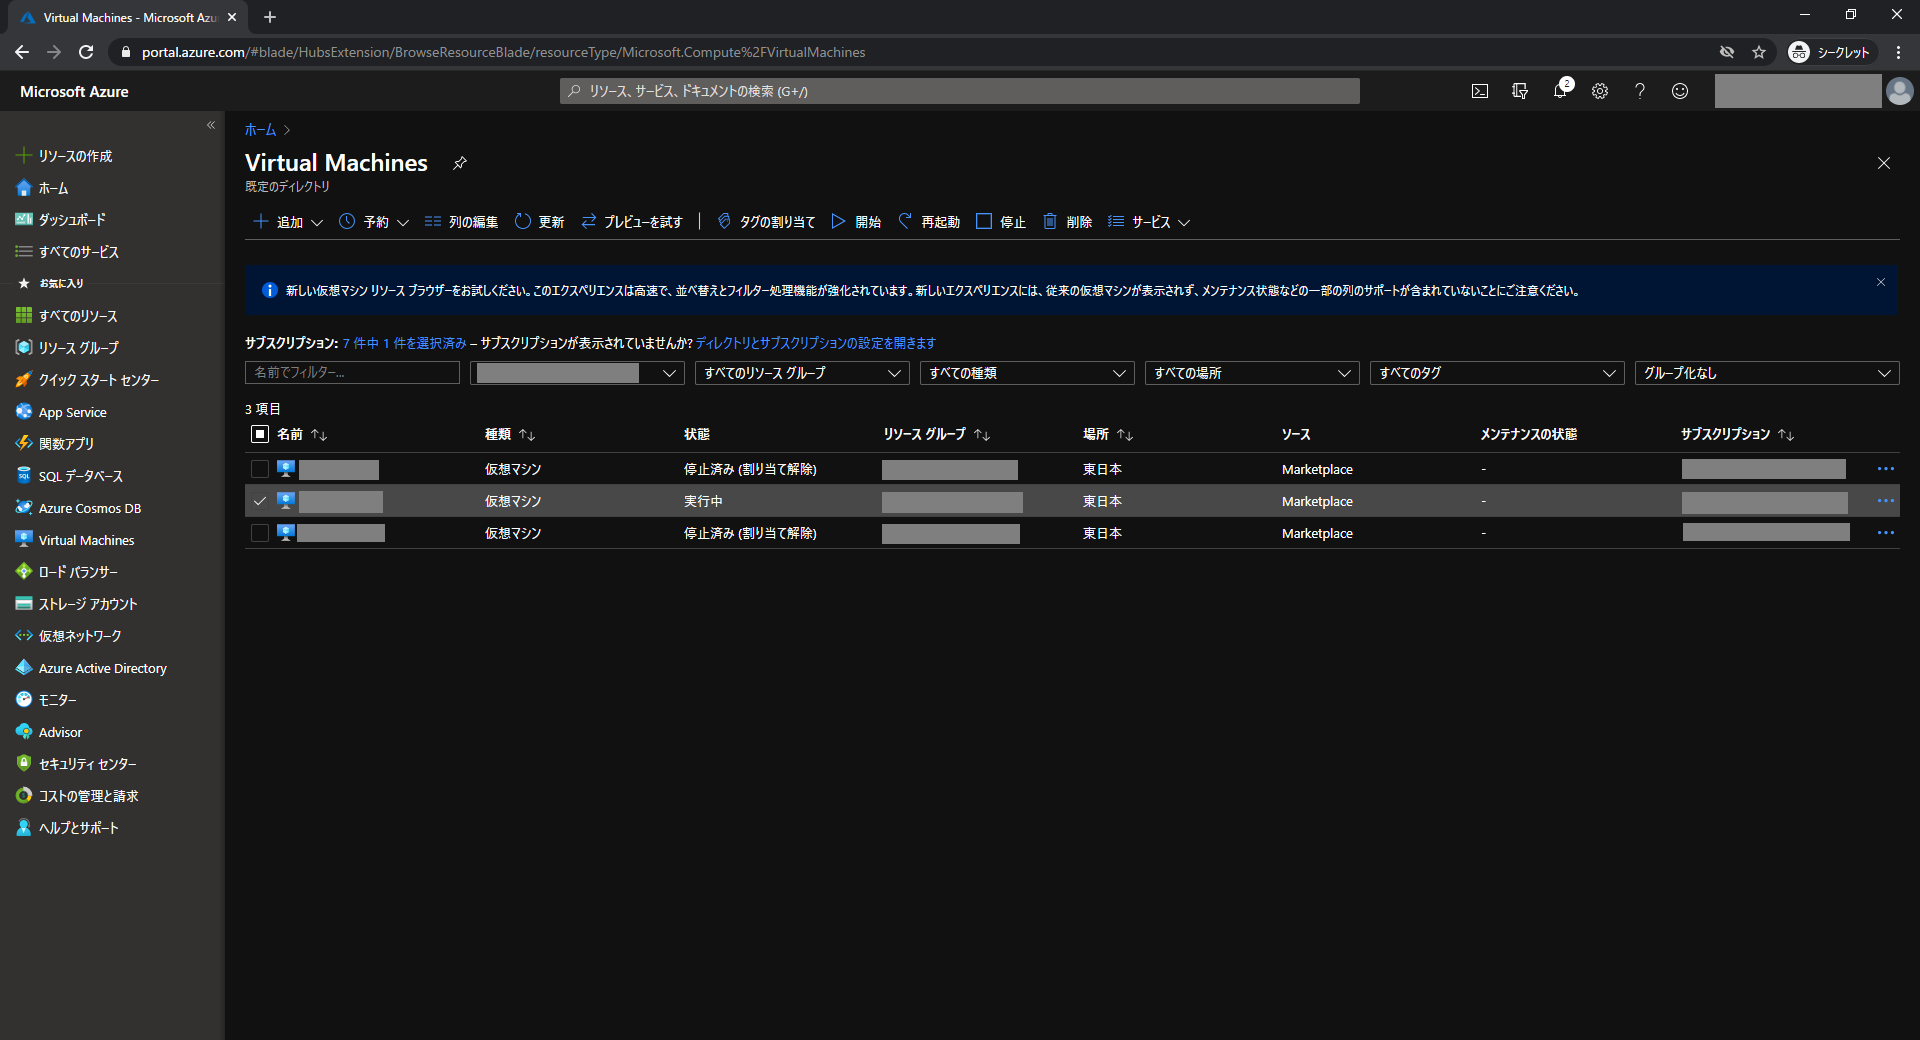 Virtual Machines - Microsoft Azu
portal.azure.com/#blade/HubsExtension/BrowseResourceBlade/resourceType/Microsoft.Compute%2FVirtualMachines
シークレット
Microsoft Azure
リソース、サービス、ドキュメントの検索 (G+/)
2
リソースの作成
ホーム
ダッシュボード
すべてのサービス
お気に入り
すべてのリソース
リソース グループ
クイック スタート センター
App Service
関数アプリ
SQL データベース
Azure Cosmos DB
Virtual Machines
ロード バランサー
ストレージ アカウント
仮想ネットワーク
Azure Active Directory
モニター
Advisor
セキュリティ センター
コストの管理と請求
ヘルプとサポート
ホーム
Virtual Machines
既定のディレクトリ
追加 予約 列の編集 更新 プレビューを試す タグの割り当て 開始 再起動 停止 削除 サービス
新しい仮想マシン リソース ブラウザーをお試しください。このエクスペリエンスは高速で、並べ替えとフィルター処理機能が強化されています。新しいエクスペリエンスには、従来の仮想マシンが表示されず、メンテナンス状態などの一部の列のサポートが含まれていないことにご注意ください。
サブスクリプション: 7 件中 1 件を選択済み – サブスクリプションが表示されていませんか? ディレクトリとサブスクリプションの設定を開きます
名前でフィルター... すべてのリソース グループ すべての種類 すべての場所 すべてのタグ グループ化なし
3 項目
名前 種類 状態 リソース グループ 場所 ソース メンテナンスの状態 サブスクリプション
仮想マシン 停止済み (割り当て解除) 東日本 Marketplace -
仮想マシン 実行中 東日本 Marketplace -
仮想マシン 停止済み (割り当て解除) 東日本 Marketplace -